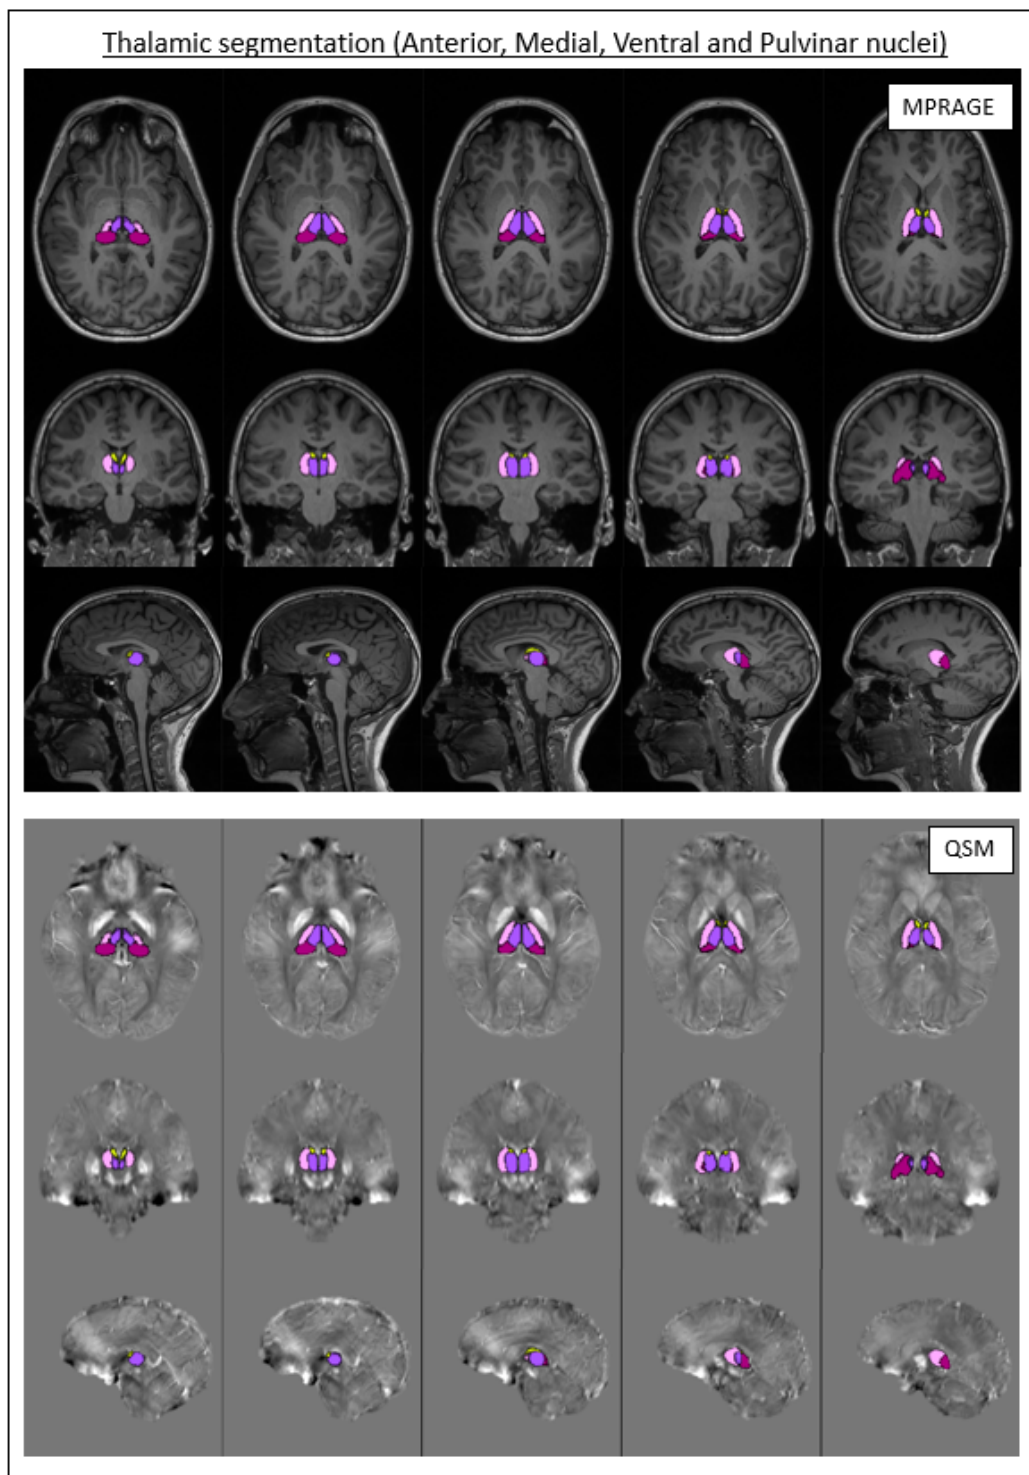 Thalamic segmentation (Anterior, Medial, Ventral and Pulvinar nuclei)
MPRAGE
QSM